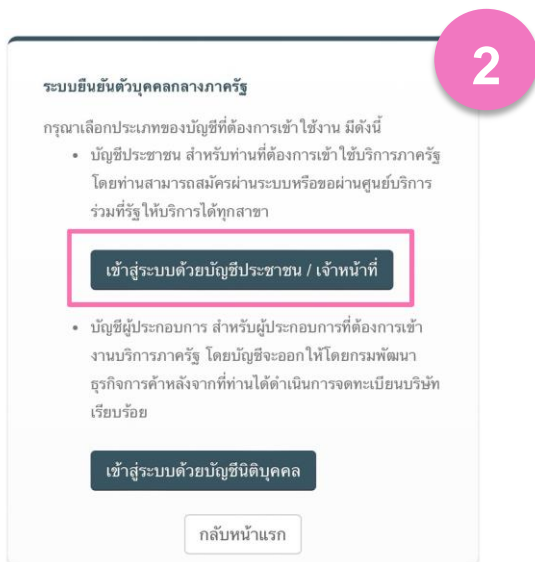 2
ระบบยืนยันตัวบุคคลกลางภาครัฐ
กรุณาเลือกประเภทของบัญชีที่ต้องการเข้าใช้งาน มีดังนี้
• บัญชีประชาชน สำหรับท่านที่ต้องการเข้าใช้บริการภาครัฐ
โดยท่านสามารถสมัครผ่านระบบหรือขอผ่านศูนย์บริการ
ร่วมที่รัฐให้บริการได้ทุกสาขา
เข้าสู่ระบบด้วยบัญชีประชาชน / เจ้าหน้าที่
• บัญชีผู้ประกอบการ สำหรับผู้ประกอบการที่ต้องการเข้า
งานบริการภาครัฐ โดยบัญชีจะออกให้โดยกรมพัฒนา
ธุรกิจการค้าหลังจากที่ท่านได้ดำเนินการจดทะเบียนบริษัท
เรียบร้อย
เข้าสู่ระบบด้วยบัญชีนิติบุคคล
กลับหน้าแรก